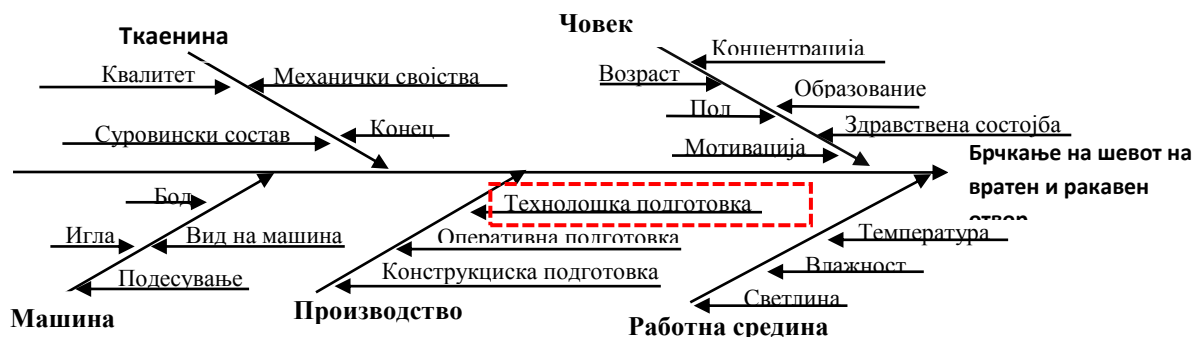 Ткаенина
Човек
Квалитет
Механички својства
Суровински состав
Конец
Концентрација
Возраст
Образование
Пол
Здравствена состојба
Мотивација
Брчкање на шевот на
вратен и ракавен
отвор
Бод
Игла
Вид на машина
Подесување
Машина
Технолошка подготовка
Оперативна подготовка
Конструкциска подготовка
Производство
Температура
Влажност
Светлина
Работна средина